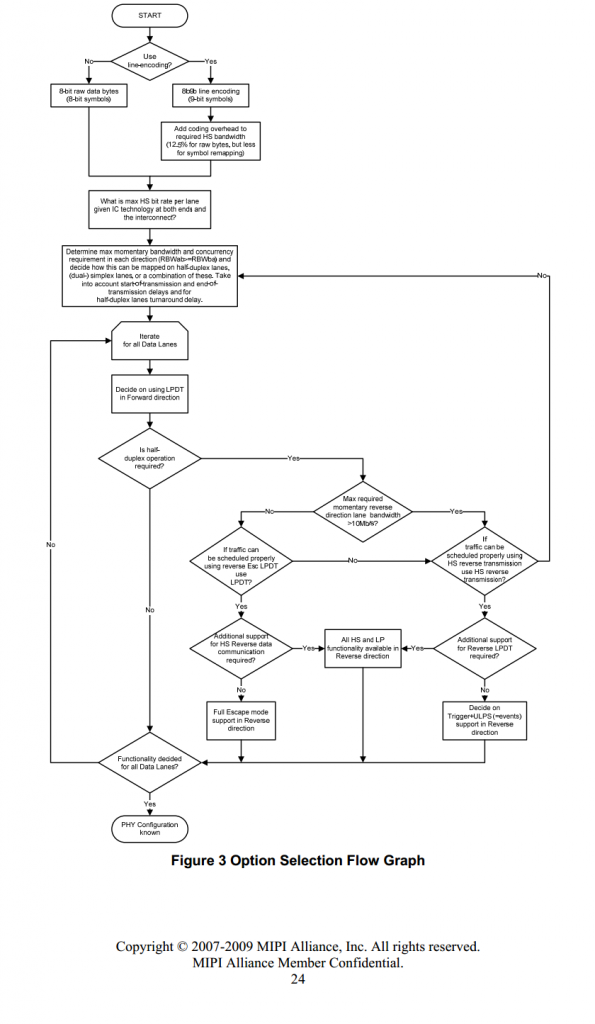 START
Use
line-encoding?
No
Yes
8-bit raw data bytes
(8-bit symbols)
8b9b line encoding
(9-bit symbols)
Add coding overhead to
required HS bandwidth
(12.5% for raw bytes, but less
for symbol remapping)
What is max HS bit rate per lane
given IC technology at both ends and
the interconnect?
Determine max momentary bandwidth and concurrency
requirement in each direction (RBWab>=RBWba) and
decide how this can be mapped on half-duplex lanes,
(dual-) simplex lanes, or a combination of these. Take
into account start-of-transmission and end-of-
transmission delays and for
half-duplex lanes turnaround delay.
No
Iterate
for all Data Lanes
Decide on using LPDT
in Forward direction
Is half-
duplex operation
required?
Yes
Max required
momentary reverse
direction lane bandwidth
>10Mb/s?
No
Yes
No
If traffic can
be scheduled properly
using reverse Esc LPDT
use
LPDT?
No
If
traffic can be
scheduled properly using
HS reverse transmission
use HS reverse
transmission?
No
Yes
Yes
Additional support
for HS Reverse data
communication
required?
Yes
All HS and LP
functionality available in
Reverse direction
Yes
Additional support
for Reverse LPDT
required?
No
No
Full Escape mode
support in Reverse
direction
Decide on
Trigger+ULPS (=events)
support in Reverse
direction
Functionality decided
for all Data Lanes?
Yes
PHY Configuration
known
Figure 3 Option Selection Flow Graph
Copyright © 2007-2009 MIPI Alliance, Inc. All rights reserved.
MIPI Alliance Member Confidential.
24